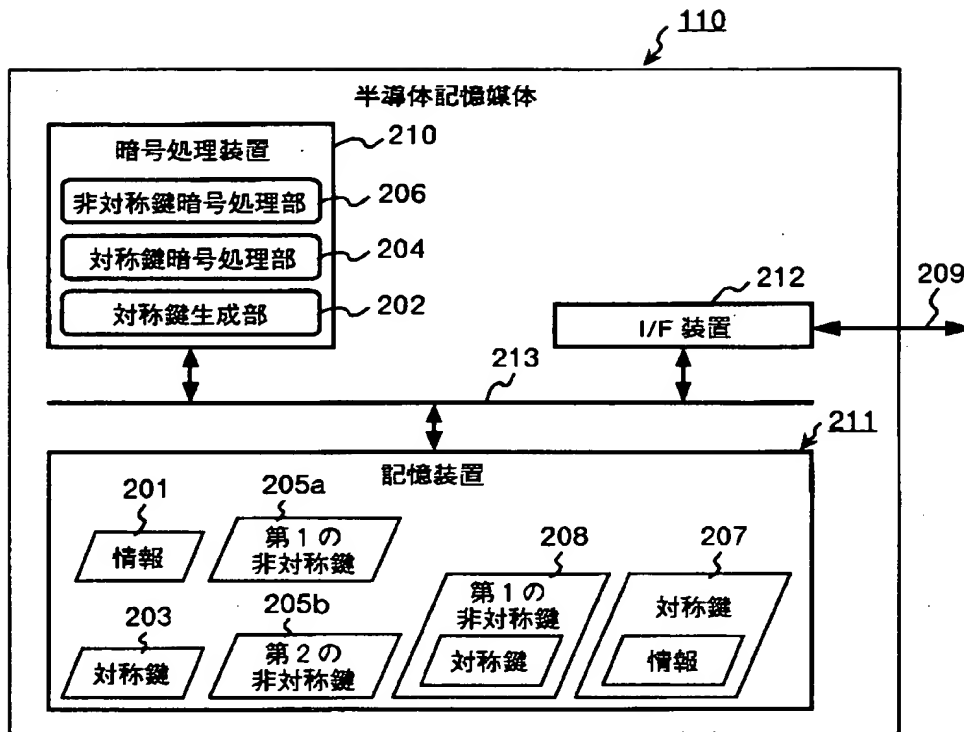 110
半導体記憶媒体
210
暗号処理装置
非対称鍵暗号処理部
206
対称鍵暗号処理部
204
対称鍵生成部
202
212
209
I/F 装置
213
211
記憶装置
201
情報
205a
第1の
非対称鍵
208
第1の
非対称鍵
対称鍵
207
対称鍵
情報
203
対称鍵
205b
第2の
非対称鍵